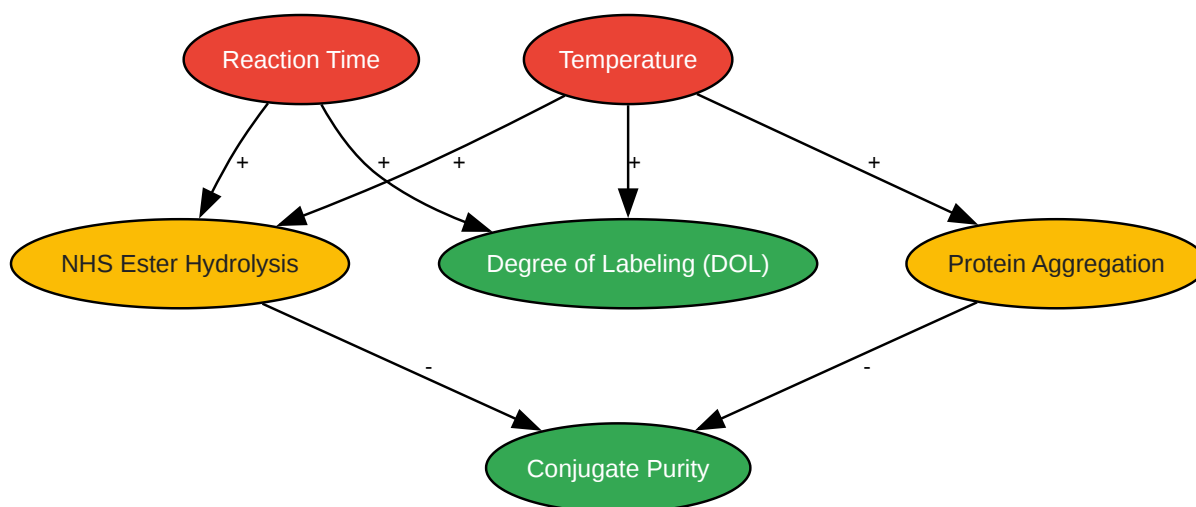 Reaction Time
Temperature
+
+
+
+
+
NHS Ester Hydrolysis
Degree of Labeling (DOL)
Protein Aggregation
-
-
Conjugate Purity